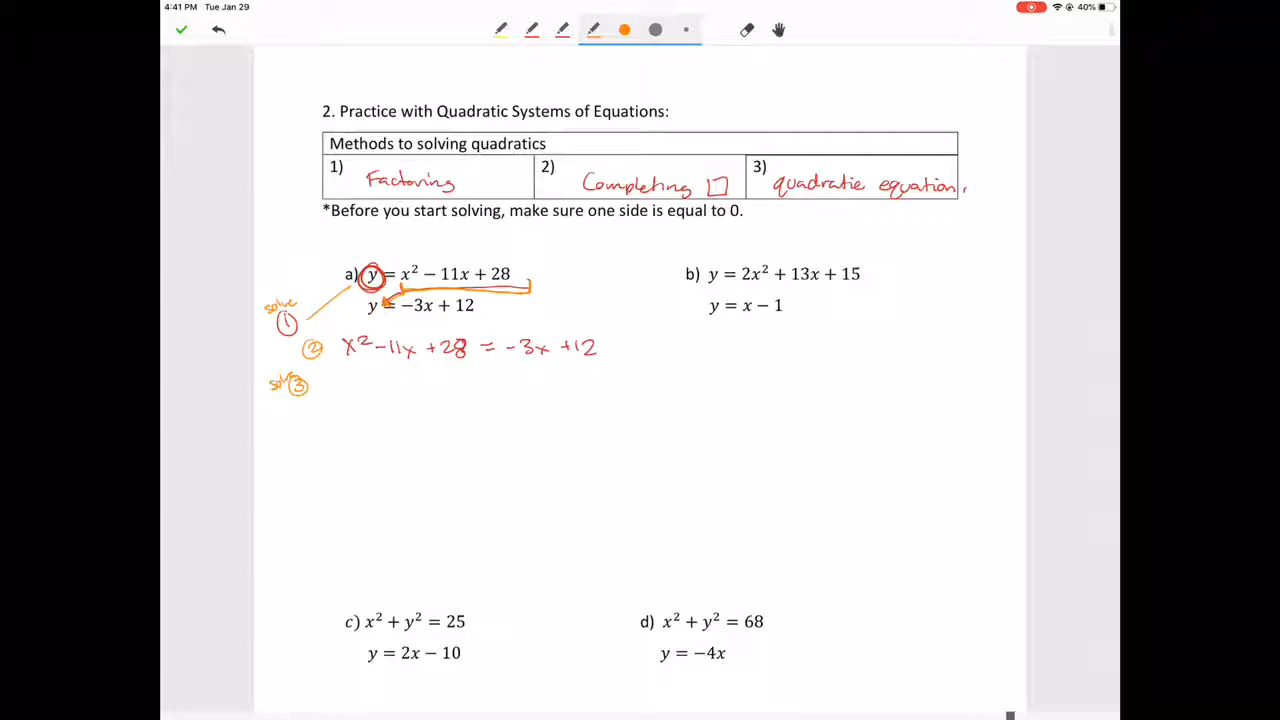 4:41 PM Tue Jan 29
40%
2. Practice with Quadratic Systems of Equations:
Methods to solving quadratics
1) Factoring
2) Completing □
3) quadratic equation.
*Before you start solving, make sure one side is equal to 0.
a) y = x² − 11x + 28
y = −3x + 12
b) y = 2x² + 13x + 15
y = x − 1
solve
①
② x² - 11x + 28 = -3x + 12
solve ③
c) x² + y² = 25
y = 2x − 10
d) x² + y² = 68
y = −4x